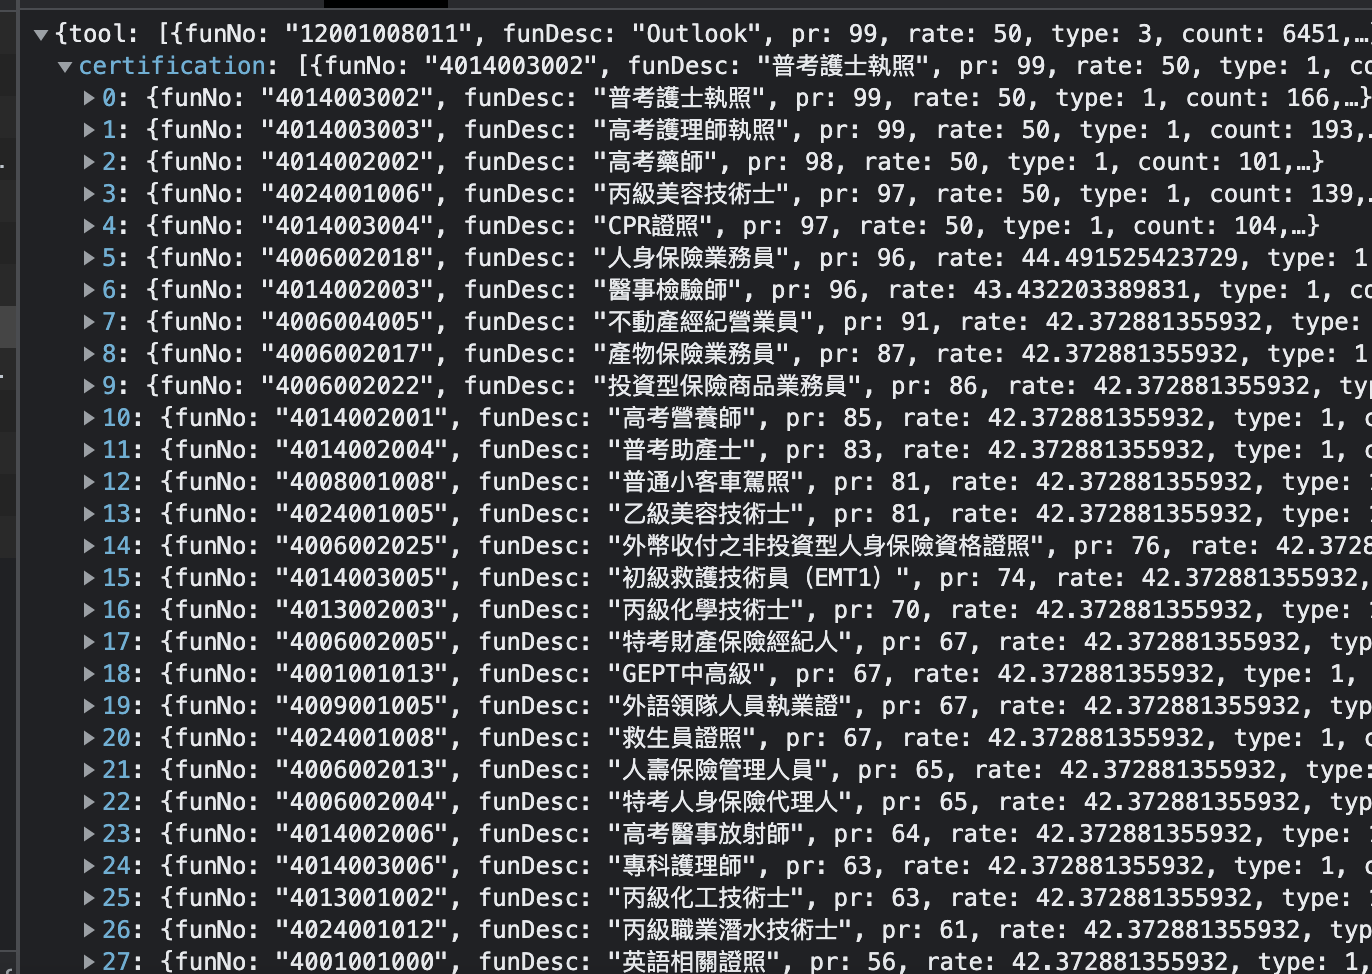 ▼{tool: [{funNo: "12001008011", funDesc: "Outlook", pr: 99, rate: 50, type: 3, count: 6451,…
▼certification: [{funNo: "4014003002", funDesc: "普考護士執照", pr: 99, rate: 50, type: 1, co
▶0: {funNo: "4014003002", funDesc: "普考護士執照", pr: 99, rate: 50, type: 1, count: 166,…}
▶1: {funNo: "4014003003", funDesc: "高考護理師執照", pr: 99, rate: 50, type: 1, count: 193,
▶2: {funNo: "4014002002", funDesc: "高考藥師", pr: 98, rate: 50, type: 1, count: 101,…}
▶3: {funNo: "4024001006", funDesc: "丙級美容技術士", pr: 97, rate: 50, type: 1, count: 139,
▶4: {funNo: "4014003004", funDesc: "CPR證照", pr: 97, rate: 50, type: 1, count: 104,…}
▶5: {funNo: "4006002018", funDesc: "人身保險業務員", pr: 96, rate: 44.491525423729, type: 1
▶6: {funNo: "4014002003", funDesc: "醫事檢驗師", pr: 96, rate: 43.432203389831, type: 1, co
▶7: {funNo: "4006004005", funDesc: "不動產經紀營業員", pr: 91, rate: 42.372881355932, type:
▶8: {funNo: "4006002017", funDesc: "產物保險業務員", pr: 87, rate: 42.372881355932, type: 1
▶9: {funNo: "4006002022", funDesc: "投資型保險商品業務員", pr: 86, rate: 42.372881355932, ty
▶10: {funNo: "4014002001", funDesc: "高考營養師", pr: 85, rate: 42.372881355932, type: 1, c
▶11: {funNo: "4014002004", funDesc: "普考助產士", pr: 83, rate: 42.372881355932, type: 1, c
▶12: {funNo: "4008001008", funDesc: "普通小客車駕照", pr: 81, rate: 42.372881355932, type:
▶13: {funNo: "4024001005", funDesc: "乙級美容技術士", pr: 81, rate: 42.372881355932, type:
▶14: {funNo: "4006002025", funDesc: "外幣收付之非投資型人身保險資格證照", pr: 76, rate: 42.3728
▶15: {funNo: "4014003005", funDesc: "初級救護技術員（EMT1）", pr: 74, rate: 42.372881355932,
▶16: {funNo: "4013002003", funDesc: "丙級化學技術士", pr: 70, rate: 42.372881355932, type:
▶17: {funNo: "4006002005", funDesc: "特考財產保險經紀人", pr: 67, rate: 42.372881355932, typ
▶18: {funNo: "4001001013", funDesc: "GEPT中高級", pr: 67, rate: 42.372881355932, type: 1,
▶19: {funNo: "4009001005", funDesc: "外語領隊人員執業證", pr: 67, rate: 42.372881355932, typ
▶20: {funNo: "4024001008", funDesc: "救生員證照", pr: 67, rate: 42.372881355932, type: 1, c
▶21: {funNo: "4006002013", funDesc: "人壽保險管理人員", pr: 65, rate: 42.372881355932, type:
▶22: {funNo: "4006002004", funDesc: "特考人身保險代理人", pr: 65, rate: 42.372881355932, typ
▶23: {funNo: "4014002006", funDesc: "高考醫事放射師", pr: 64, rate: 42.372881355932, type:
▶24: {funNo: "4014003006", funDesc: "專科護理師", pr: 63, rate: 42.372881355932, type: 1, c
▶25: {funNo: "4013001002", funDesc: "丙級化工技術士", pr: 63, rate: 42.372881355932, type:
▶26: {funNo: "4024001012", funDesc: "丙級職業潛水技術士", pr: 61, rate: 42.372881355932, typ
▶27: {funNo: "4001001000", funDesc: "英語相關證照", pr: 56, rate: 42.372881355932, type: 1,